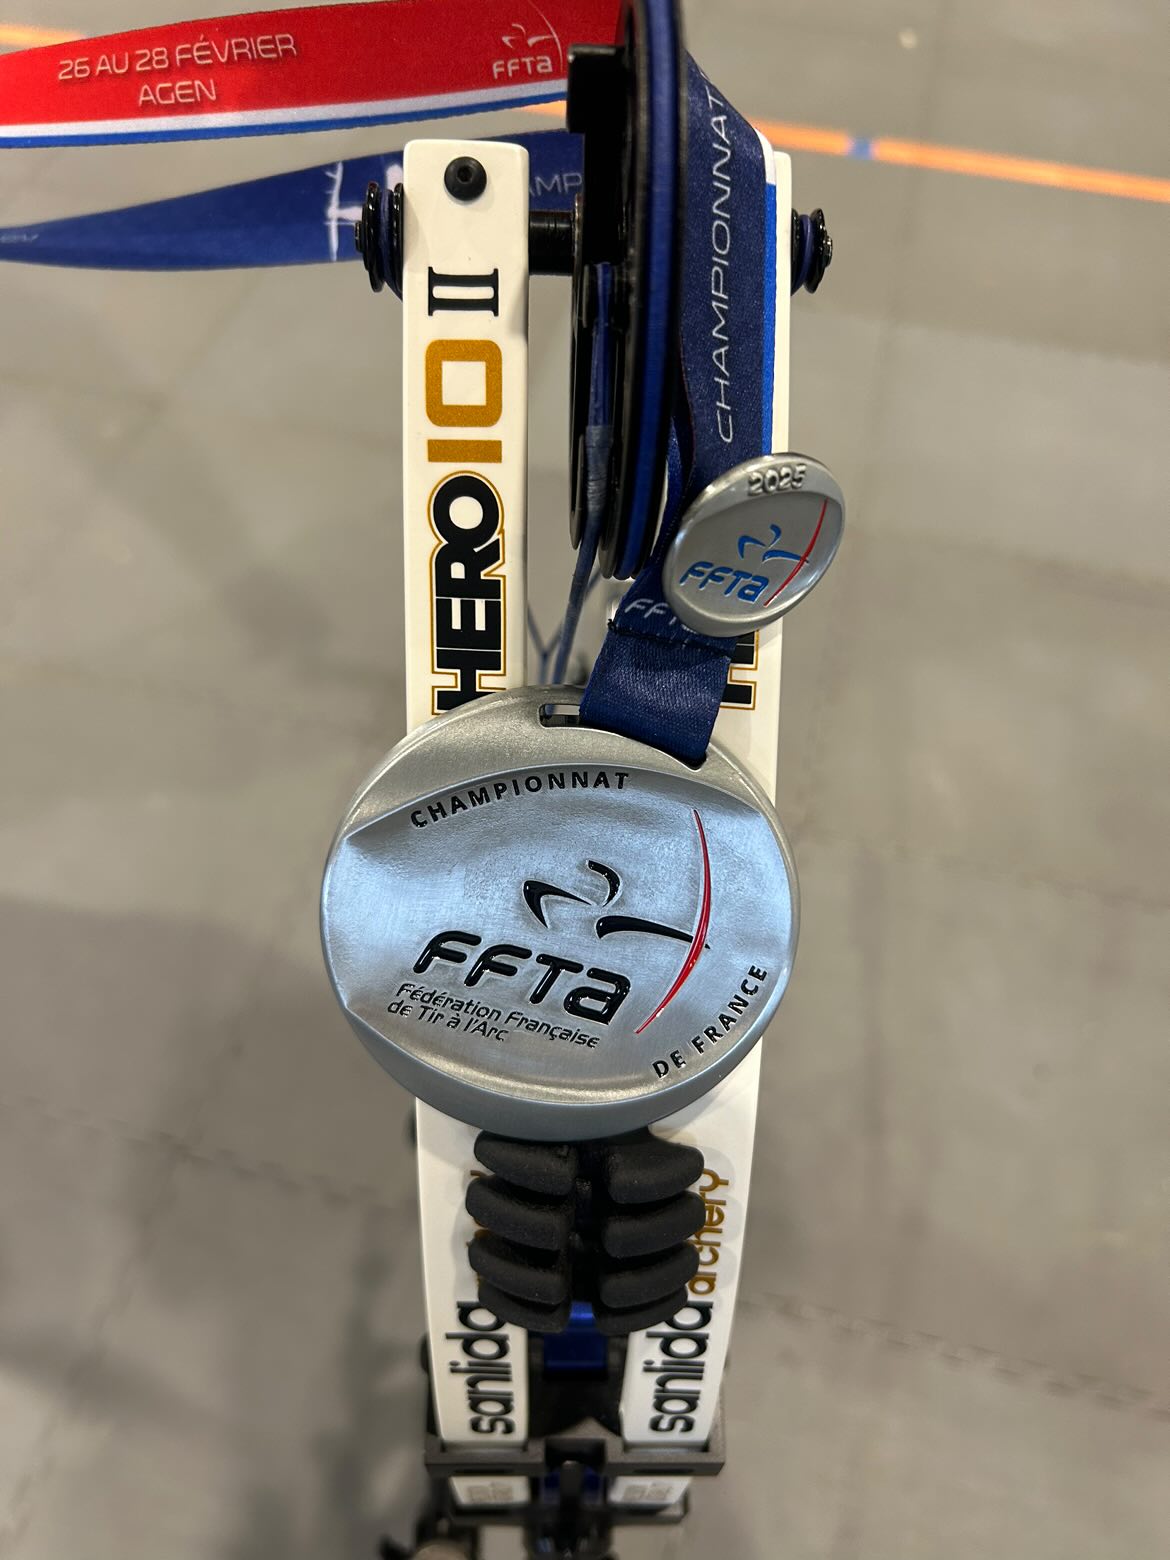 26 AU 28 FÉVRIER
AGEN
FFTa
CHAMPIONNAT
HERO 10 II
2025
FFTa
CHAMPIONNAT
FFTa
Fédération Française
de Tir à l'Arc
DE FRANCE
sanlida
sanlida archery